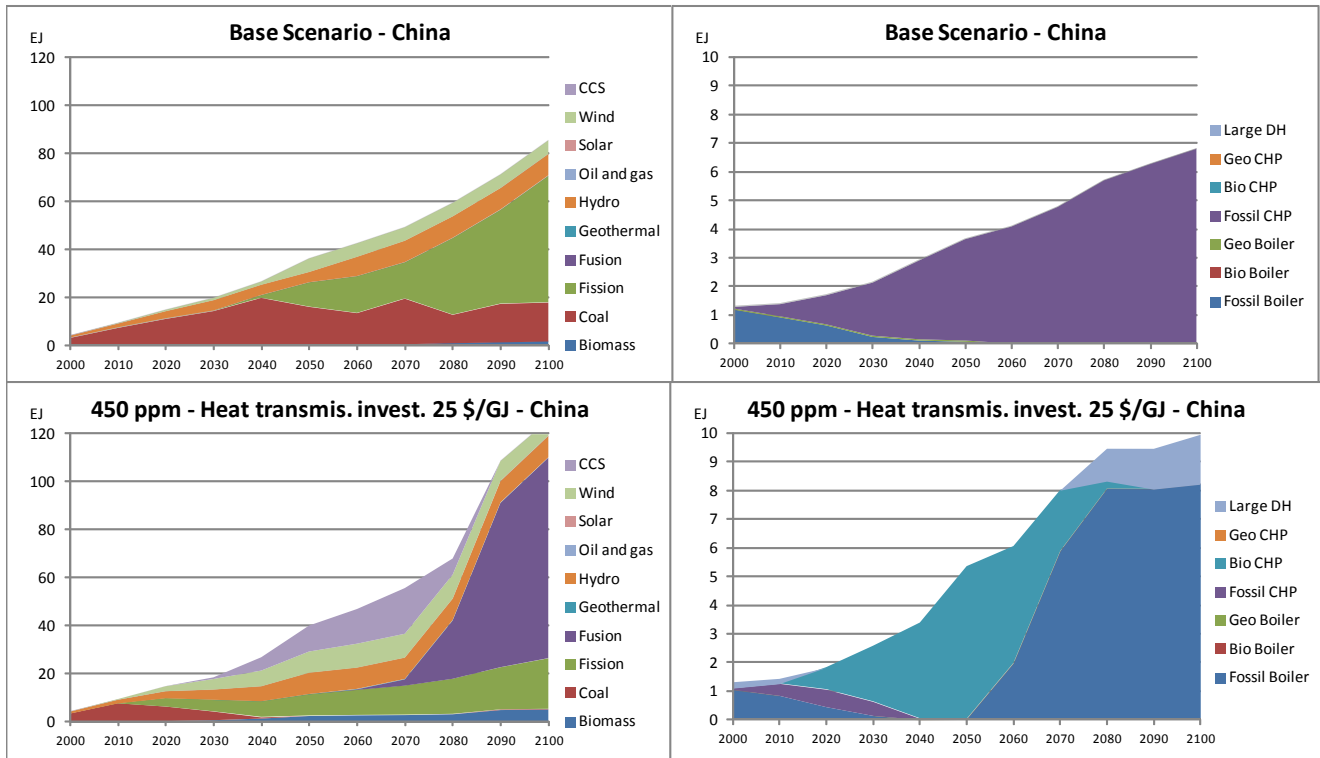 Base Scenario - China
EJ
120
100
80
60
40
20
0
2000 2010 2020 2030 2040 2050 2060 2070 2080 2090 2100
CCS
Wind
Solar
Oil and gas
Hydro
Geothermal
Fusion
Fission
Coal
Biomass
Base Scenario - China
EJ
10
9
8
7
6
5
4
3
2
1
0
2000 2010 2020 2030 2040 2050 2060 2070 2080 2090 2100
Large DH
Geo CHP
Bio CHP
Fossil CHP
Geo Boiler
Bio Boiler
Fossil Boiler
450 ppm - Heat transmis. invest. 25 $/GJ - China
EJ
120
100
80
60
40
20
0
2000 2010 2020 2030 2040 2050 2060 2070 2080 2090 2100
CCS
Wind
Solar
Oil and gas
Hydro
Geothermal
Fusion
Fission
Coal
Biomass
450 ppm - Heat transmis. invest. 25 $/GJ - China
EJ
10
9
8
7
6
5
4
3
2
1
0
2000 2010 2020 2030 2040 2050 2060 2070 2080 2090 2100
Large DH
Geo CHP
Bio CHP
Fossil CHP
Geo Boiler
Bio Boiler
Fossil Boiler